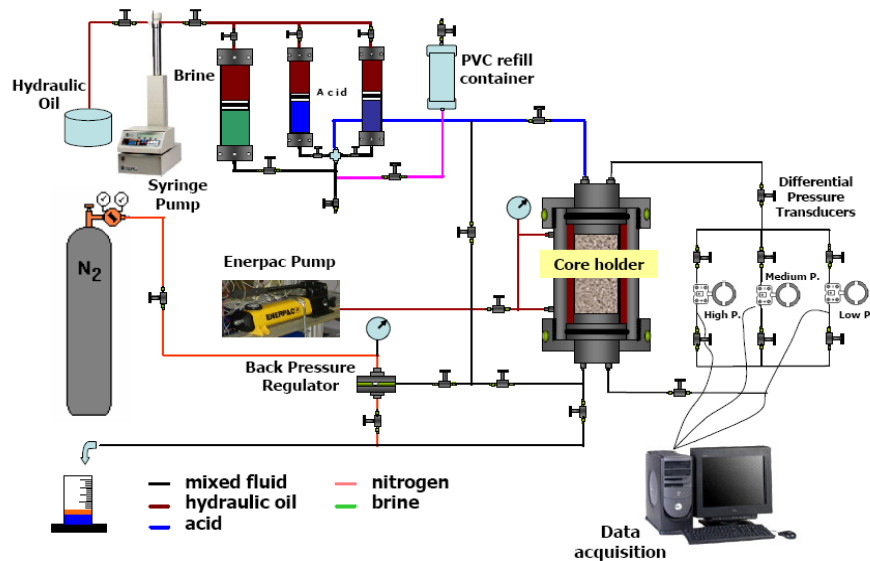 Hydraulic
Oil
Syringe
Pump
Brine
A c i d
PVC refill
container
Differential
Pressure
Transducers
N2
Enerpac Pump
ENERPAC
Core holder
Medium P.
High P.
Low P
Back Pressure
Regulator
mixed fluid
hydraulic oil
acid
nitrogen
brine
Data
acquisition